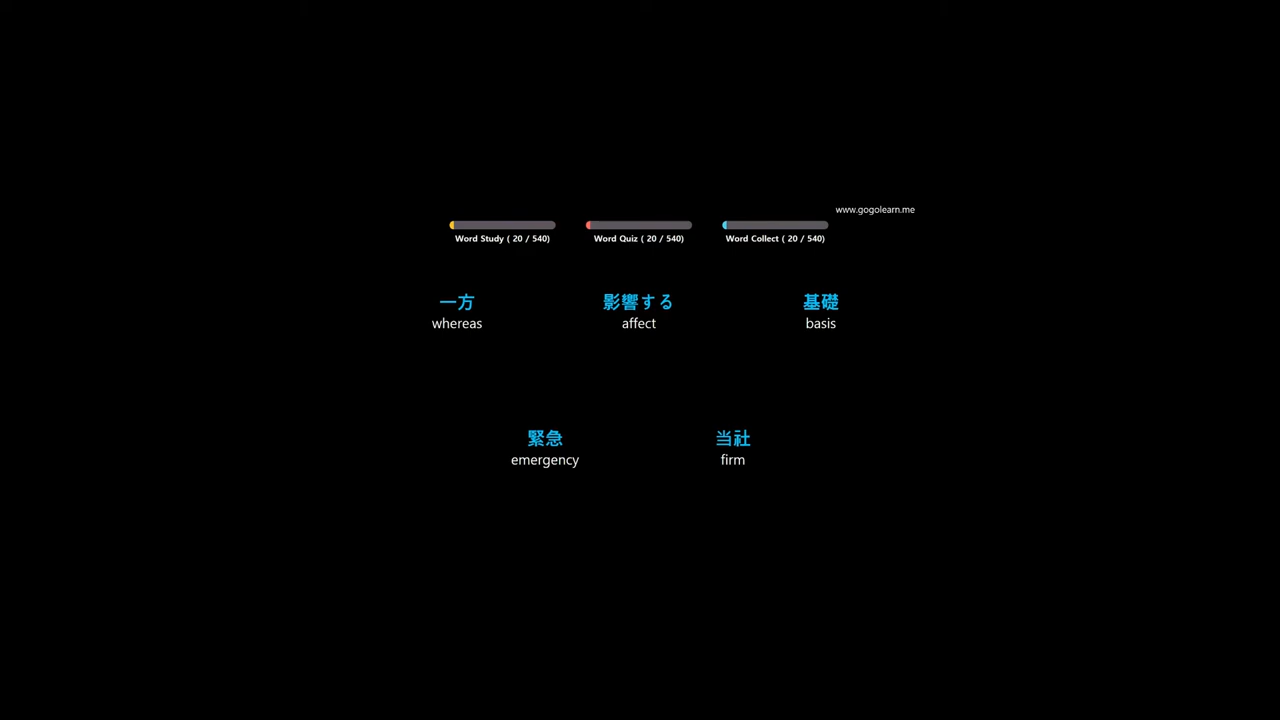 www.gogolearn.me
Word Study ( 20 / 540)
Word Quiz ( 20 / 540)
Word Collect ( 20 / 540)
一方
whereas
影響する
affect
基礎
basis
緊急
emergency
当社
firm